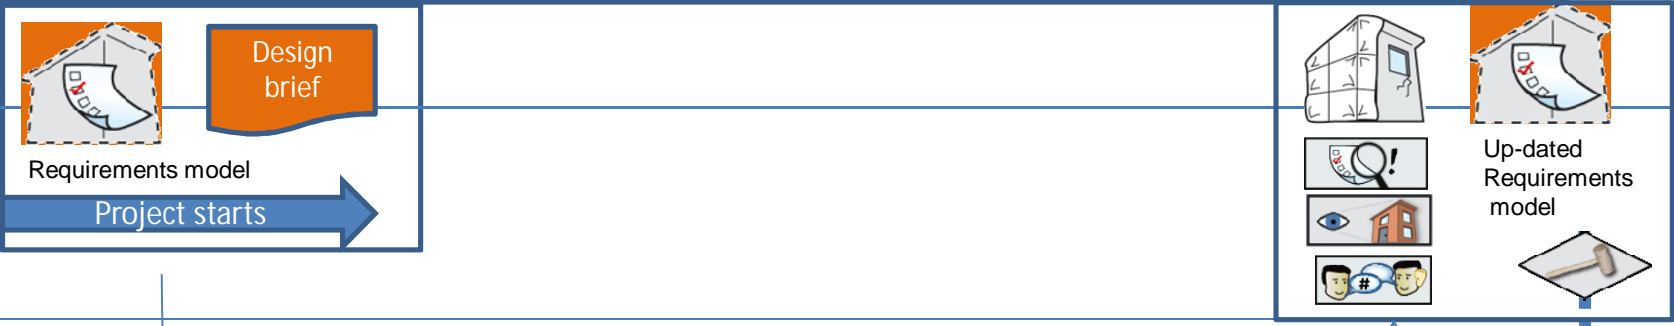 Design
brief
Requirements model
Project starts
!
#
Up-dated
Requirements
model